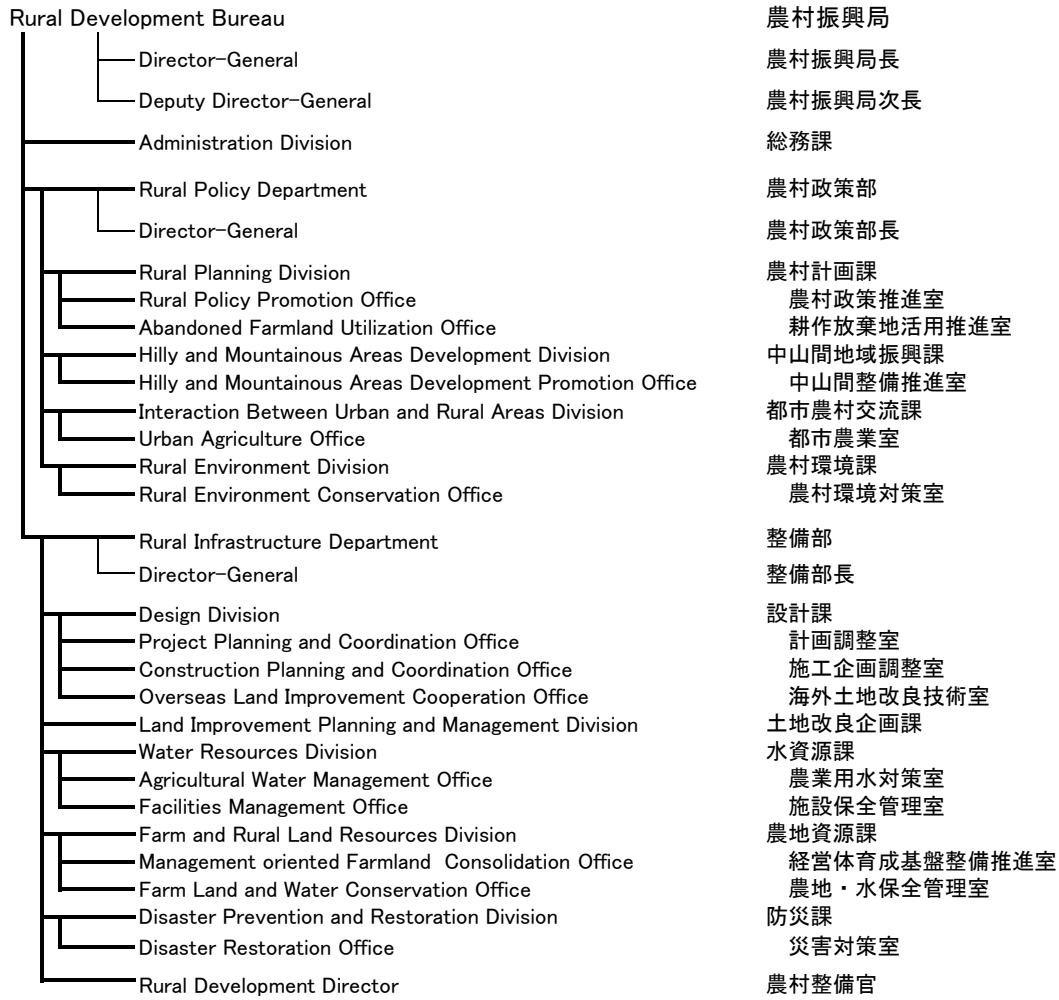 Rural Development Bureau 農村振興局
Director-General 農村振興局長
Deputy Director-General 農村振興局次長
Administration Division 総務課
Rural Policy Department 農村政策部
Director-General 農村政策部長
Rural Planning Division 農村計画課
Rural Policy Promotion Office 農村政策推進室
Abandoned Farmland Utilization Office 耕作放棄地活用推進室
Hilly and Mountainous Areas Development Division 中山間地域振興課
Hilly and Mountainous Areas Development Promotion Office 中山間整備推進室
Interaction Between Urban and Rural Areas Division 都市農村交流課
Urban Agriculture Office 都市農業室
Rural Environment Division 農村環境課
Rural Environment Conservation Office 農村環境対策室
Rural Infrastructure Department 整備部
Director-General 整備部長
Design Division 設計課
Project Planning and Coordination Office 計画調整室
Construction Planning and Coordination Office 施工企画調整室
Overseas Land Improvement Cooperation Office 海外土地改良技術室
Land Improvement Planning and Management Division 土地改良企画課
Water Resources Division 水資源課
Agricultural Water Management Office 農業用水対策室
Facilities Management Office 施設保全管理室
Farm and Rural Land Resources Division 農地資源課
Management oriented Farmland Consolidation Office 経営体育成基盤整備推進室
Farm Land and Water Conservation Office 農地・水保全管理室
Disaster Prevention and Restoration Division 防災課
Disaster Restoration Office 災害対策室
Rural Development Director 農村整備官